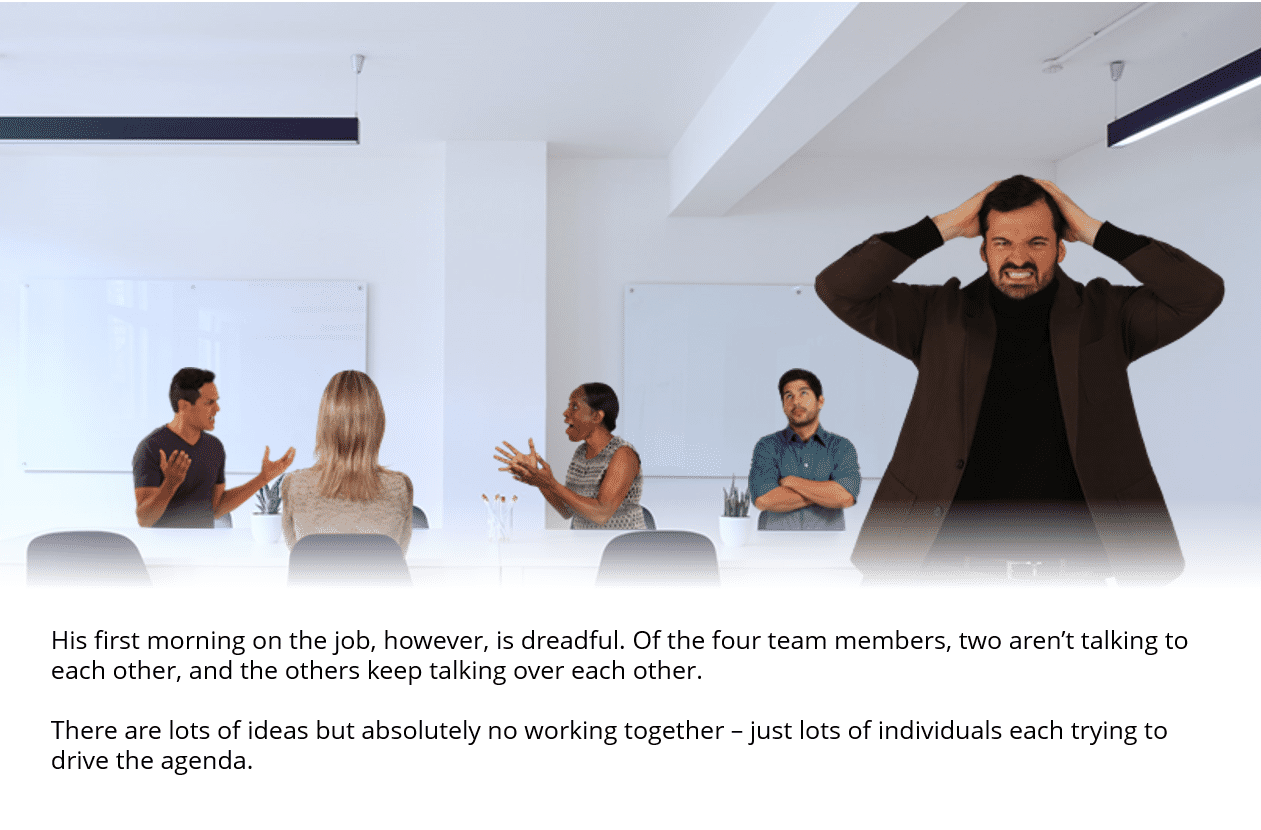 His first morning on the job, however, is dreadful. Of the four team members, two aren’t talking to
each other, and the others keep talking over each other.
There are lots of ideas but absolutely no working together – just lots of individuals each trying to
drive the agenda.